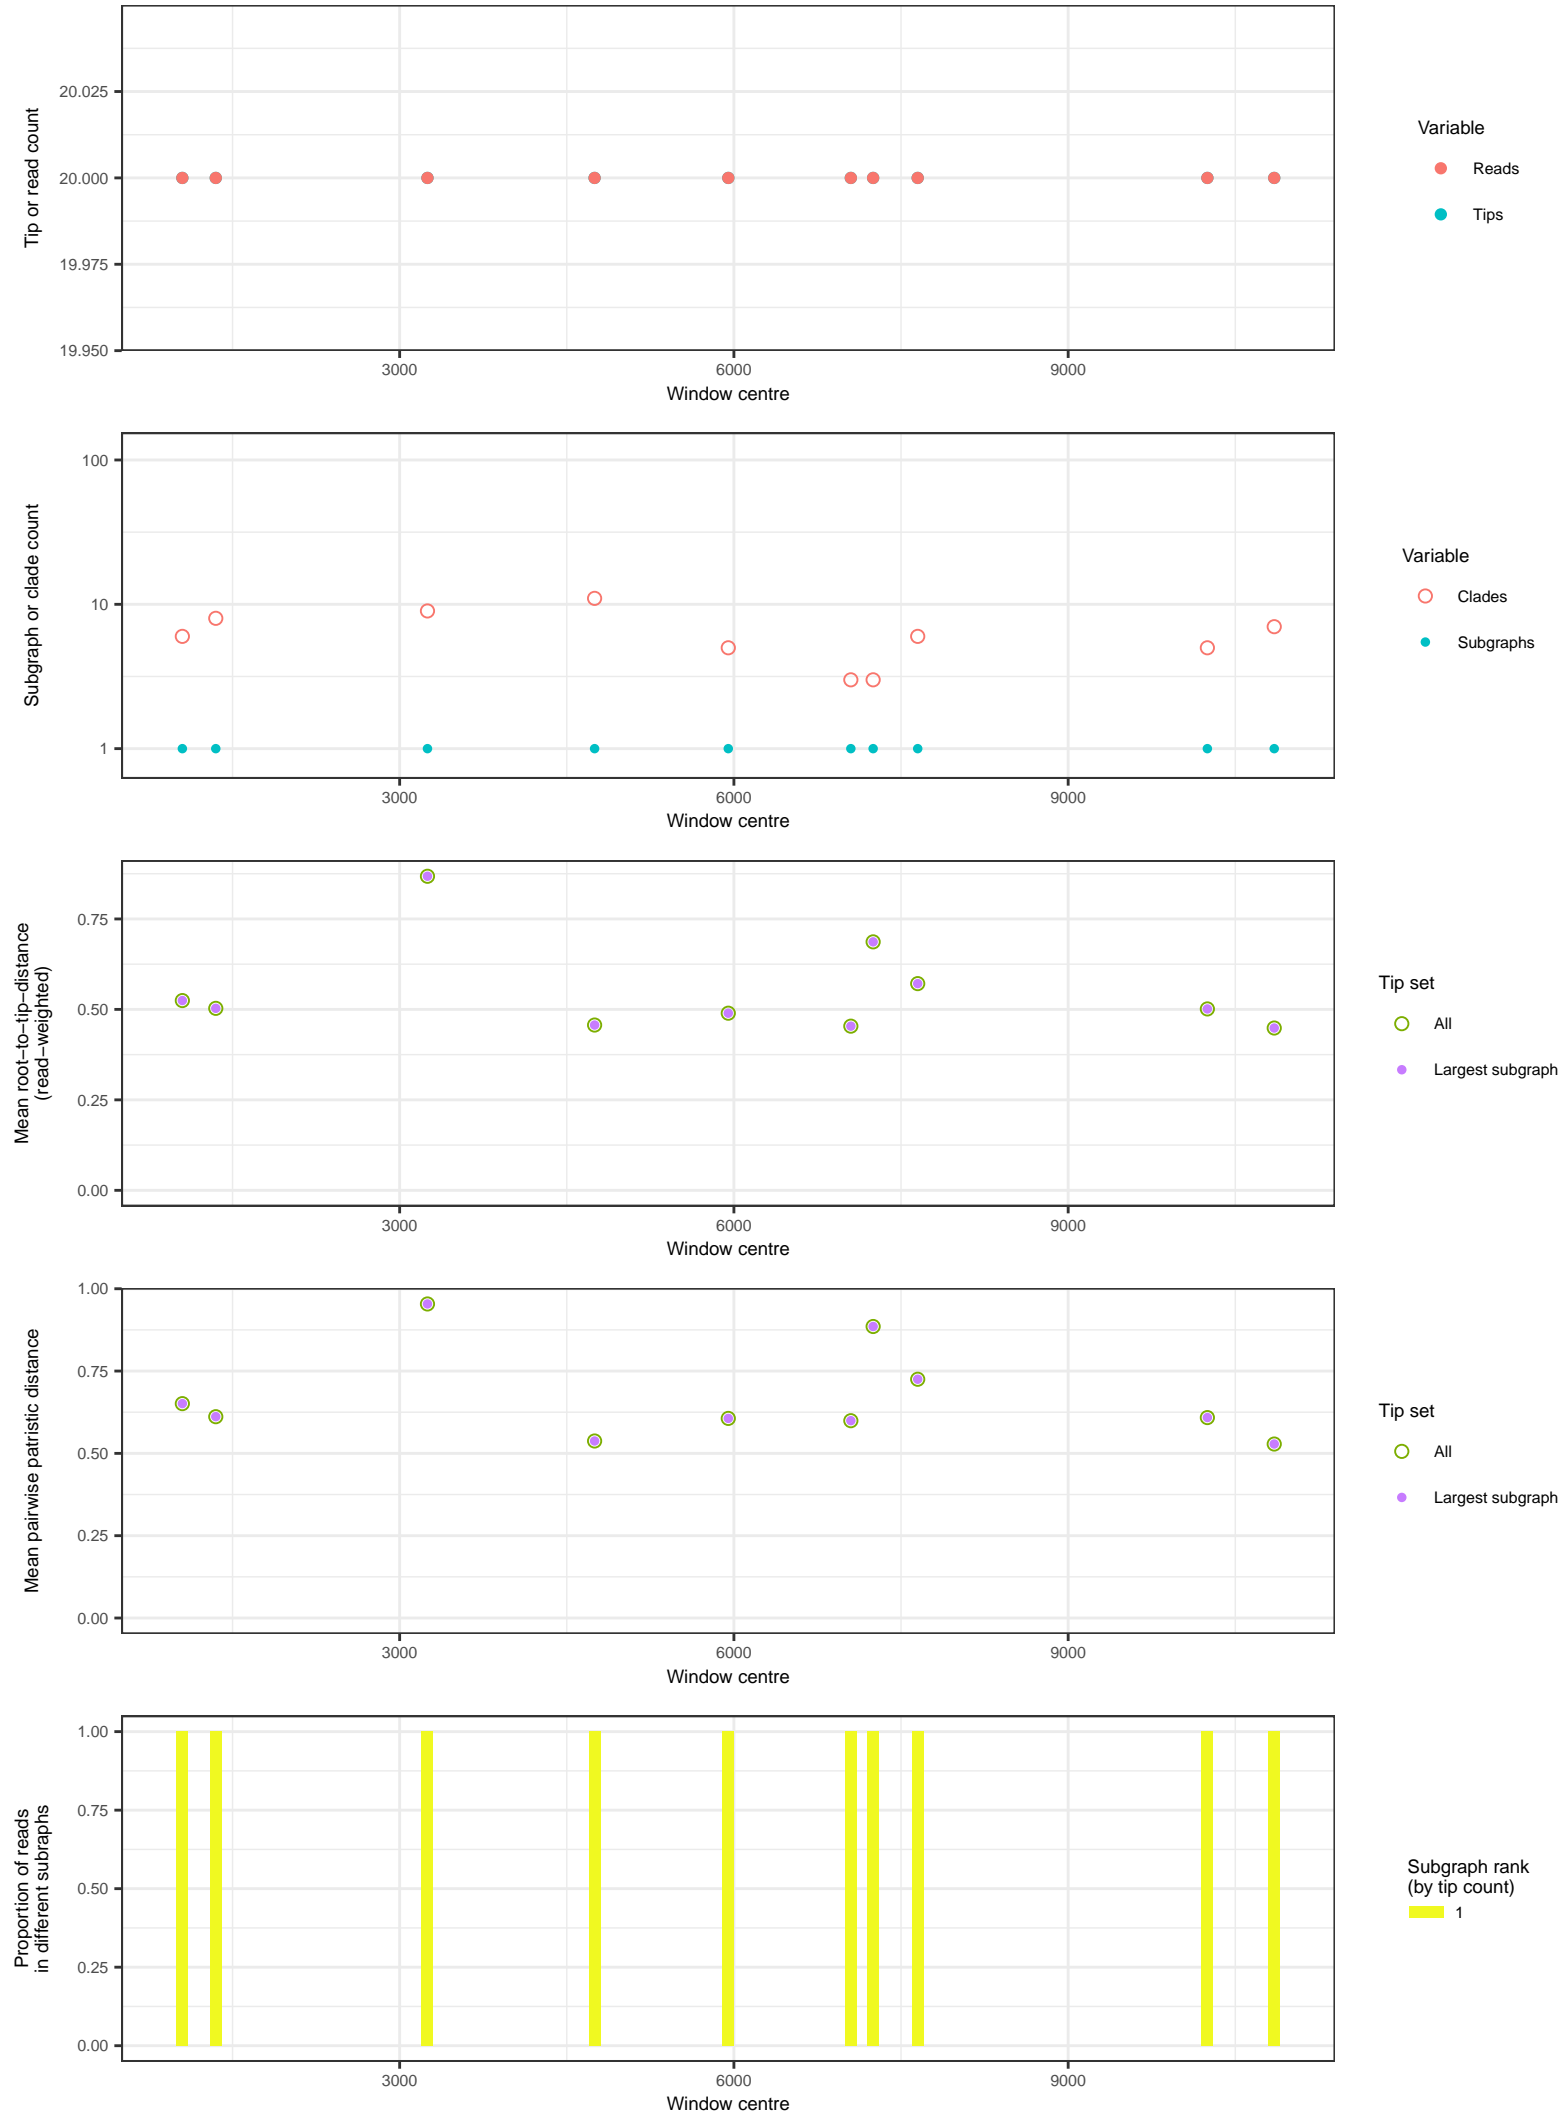 20.025
20.000
19.975
19.950
Tip or read count
3000
6000
9000
Window centre
Variable
Reads
Tips
100
10
1
Subgraph or clade count
3000
6000
9000
Window centre
Variable
Clades
Subgraphs
0.75
0.50
0.25
0.00
Mean root−to−tip−distance
(read−weighted)
3000
6000
9000
Window centre
Tip set
All
Largest subgraph
1.00
0.75
0.50
0.25
0.00
Mean pairwise patristic distance
3000
6000
9000
Window centre
Tip set
All
Largest subgraph
1.00
0.75
0.50
0.25
0.00
Proportion of reads
in different subraphs
3000
6000
9000
Window centre
Subgraph rank
(by tip count)
1